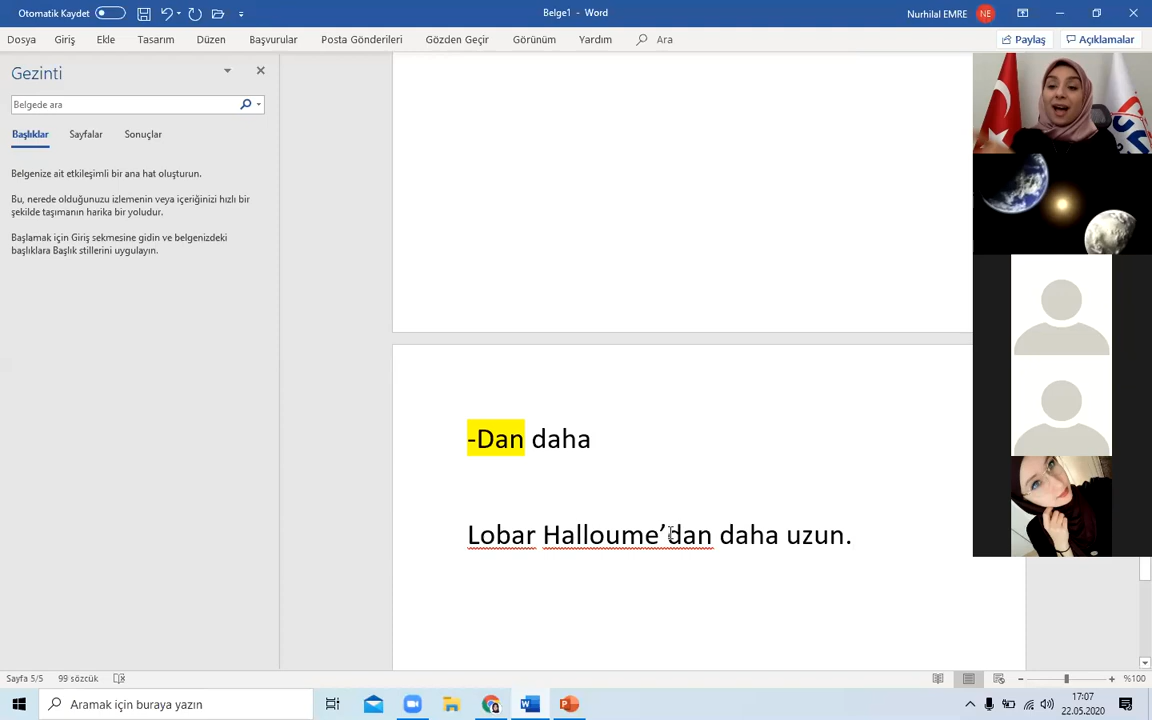 Otomatik Kaydet
Belge1 - Word
Nurhilal EMRE NE
Dosya Giriş Ekle Tasarım Düzen Başvurular Posta Gönderileri Gözden Geçir Görünüm Yardım Ara
Paylaş Açıklamalar
Gezinti
Belgede ara
Başlıklar Sayfalar Sonuçlar
Belgenize ait etkileşimli bir ana hat oluşturun.
Bu, nerede olduğunuzu izlemenin veya içeriğinizi hızlı bir
şekilde taşımanın harika bir yoludur.
Başlamak için Giriş sekmesine gidin ve belgenizdeki
başlıklara Başlık stillerini uygulayın.
-Dan daha
Lobar Halloume’dan daha uzun.
Sayfa 5/5 99 sözcük
%100
Aramak için buraya yazın
17:07
22.05.2020